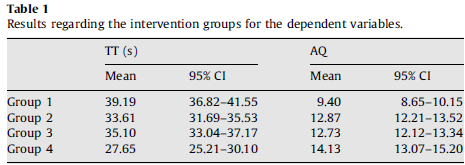 Table 1
Results regarding the intervention groups for the dependent variables.
TT (s) AQ
Mean 95% CI Mean 95% CI
Group 1 39.19 36.82–41.55 9.40 8.65–10.15
Group 2 33.61 31.69–35.53 12.87 12.21–13.52
Group 3 35.10 33.04–37.17 12.73 12.12–13.34
Group 4 27.65 25.21–30.10 14.13 13.07–15.20